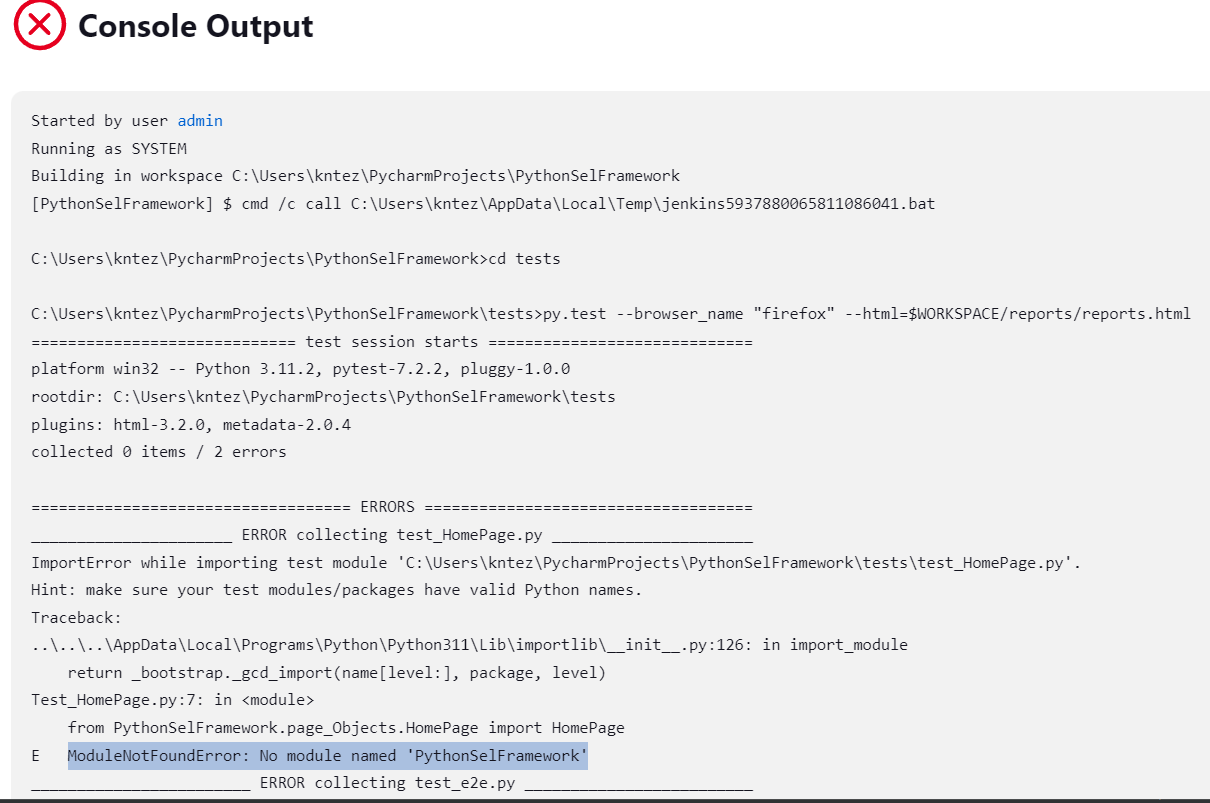 Console Output
Started by user admin
Running as SYSTEM
Building in workspace C:\Users\kntez\PycharmProjects\PythonSelFramework
[PythonSelFramework] $ cmd /c call C:\Users\kntez\AppData\Local\Temp\jenkins5937880065811086041.bat
C:\Users\kntez\PycharmProjects\PythonSelFramework>cd tests
C:\Users\kntez\PycharmProjects\PythonSelFramework\tests>py.test --browser_name "firefox" --html=$WORKSPACE/reports/reports.html
============================= test session starts =============================
platform win32 -- Python 3.11.2, pytest-7.2.2, pluggy-1.0.0
rootdir: C:\Users\kntez\PycharmProjects\PythonSelFramework\tests
plugins: html-3.2.0, metadata-2.0.4
collected 0 items / 2 errors
=================================== ERRORS ====================================
______________________ ERROR collecting test_HomePage.py ______________________
ImportError while importing test module 'C:\Users\kntez\PycharmProjects\PythonSelFramework\tests\test_HomePage.py'.
Hint: make sure your test modules/packages have valid Python names.
Traceback:
..\..\..\AppData\Local\Programs\Python\Python311\Lib\importlib\__init__.py:126: in import_module
    return _bootstrap._gcd_import(name[level:], package, level)
Test_HomePage.py:7: in <module>
    from PythonSelFramework.page_Objects.HomePage import HomePage
E   ModuleNotFoundError: No module named 'PythonSelFramework'
________________________ ERROR collecting test_e2e.py _________________________